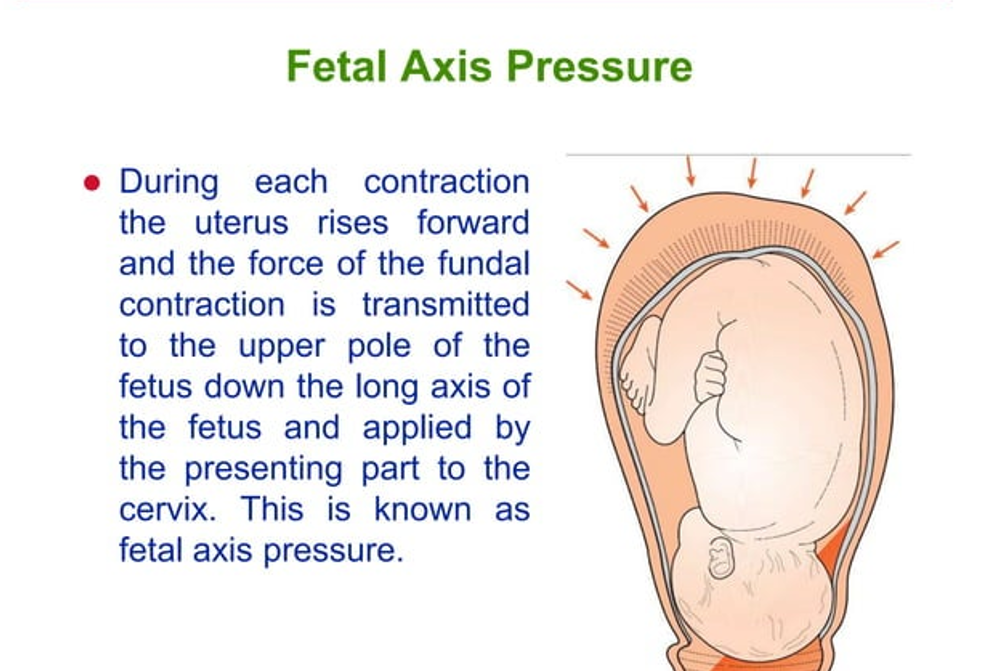 Fetal Axis Pressure
● During each contraction
the uterus rises forward
and the force of the fundal
contraction is transmitted
to the upper pole of the
fetus down the long axis of
the fetus and applied by
the presenting part to the
cervix. This is known as
fetal axis pressure.